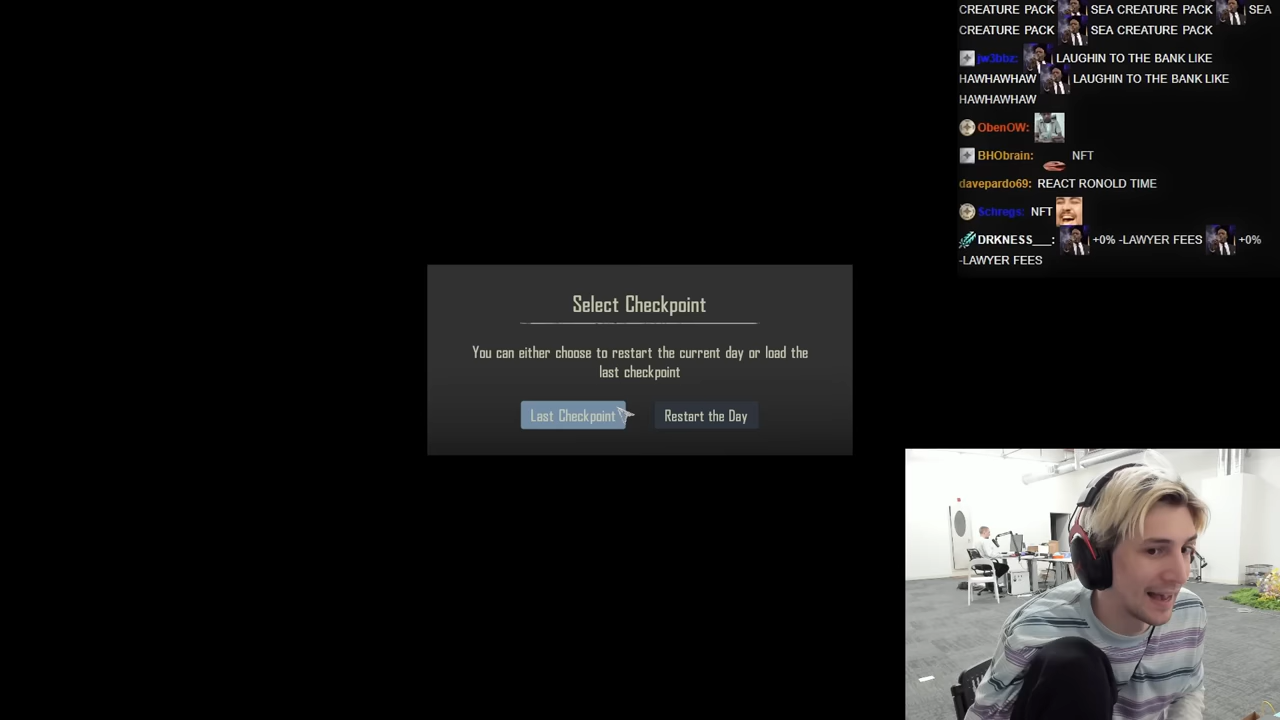 CREATURE PACK SEA CREATURE PACK SEA
CREATURE PACK SEA CREATURE PACK
jw3bbz: LAUGHIN TO THE BANK LIKE
HAWHAWHAW LAUGHIN TO THE BANK LIKE
HAWHAWHAW
ObenOW:
BHObrain: NFT
davepardo69: REACT RONOLD TIME
Schregs: NFT
DRKNESS___: +0% -LAWYER FEES +0%
-LAWYER FEES
Select Checkpoint
You can either choose to restart the current day or load the
last checkpoint
Last Checkpoint Restart the Day